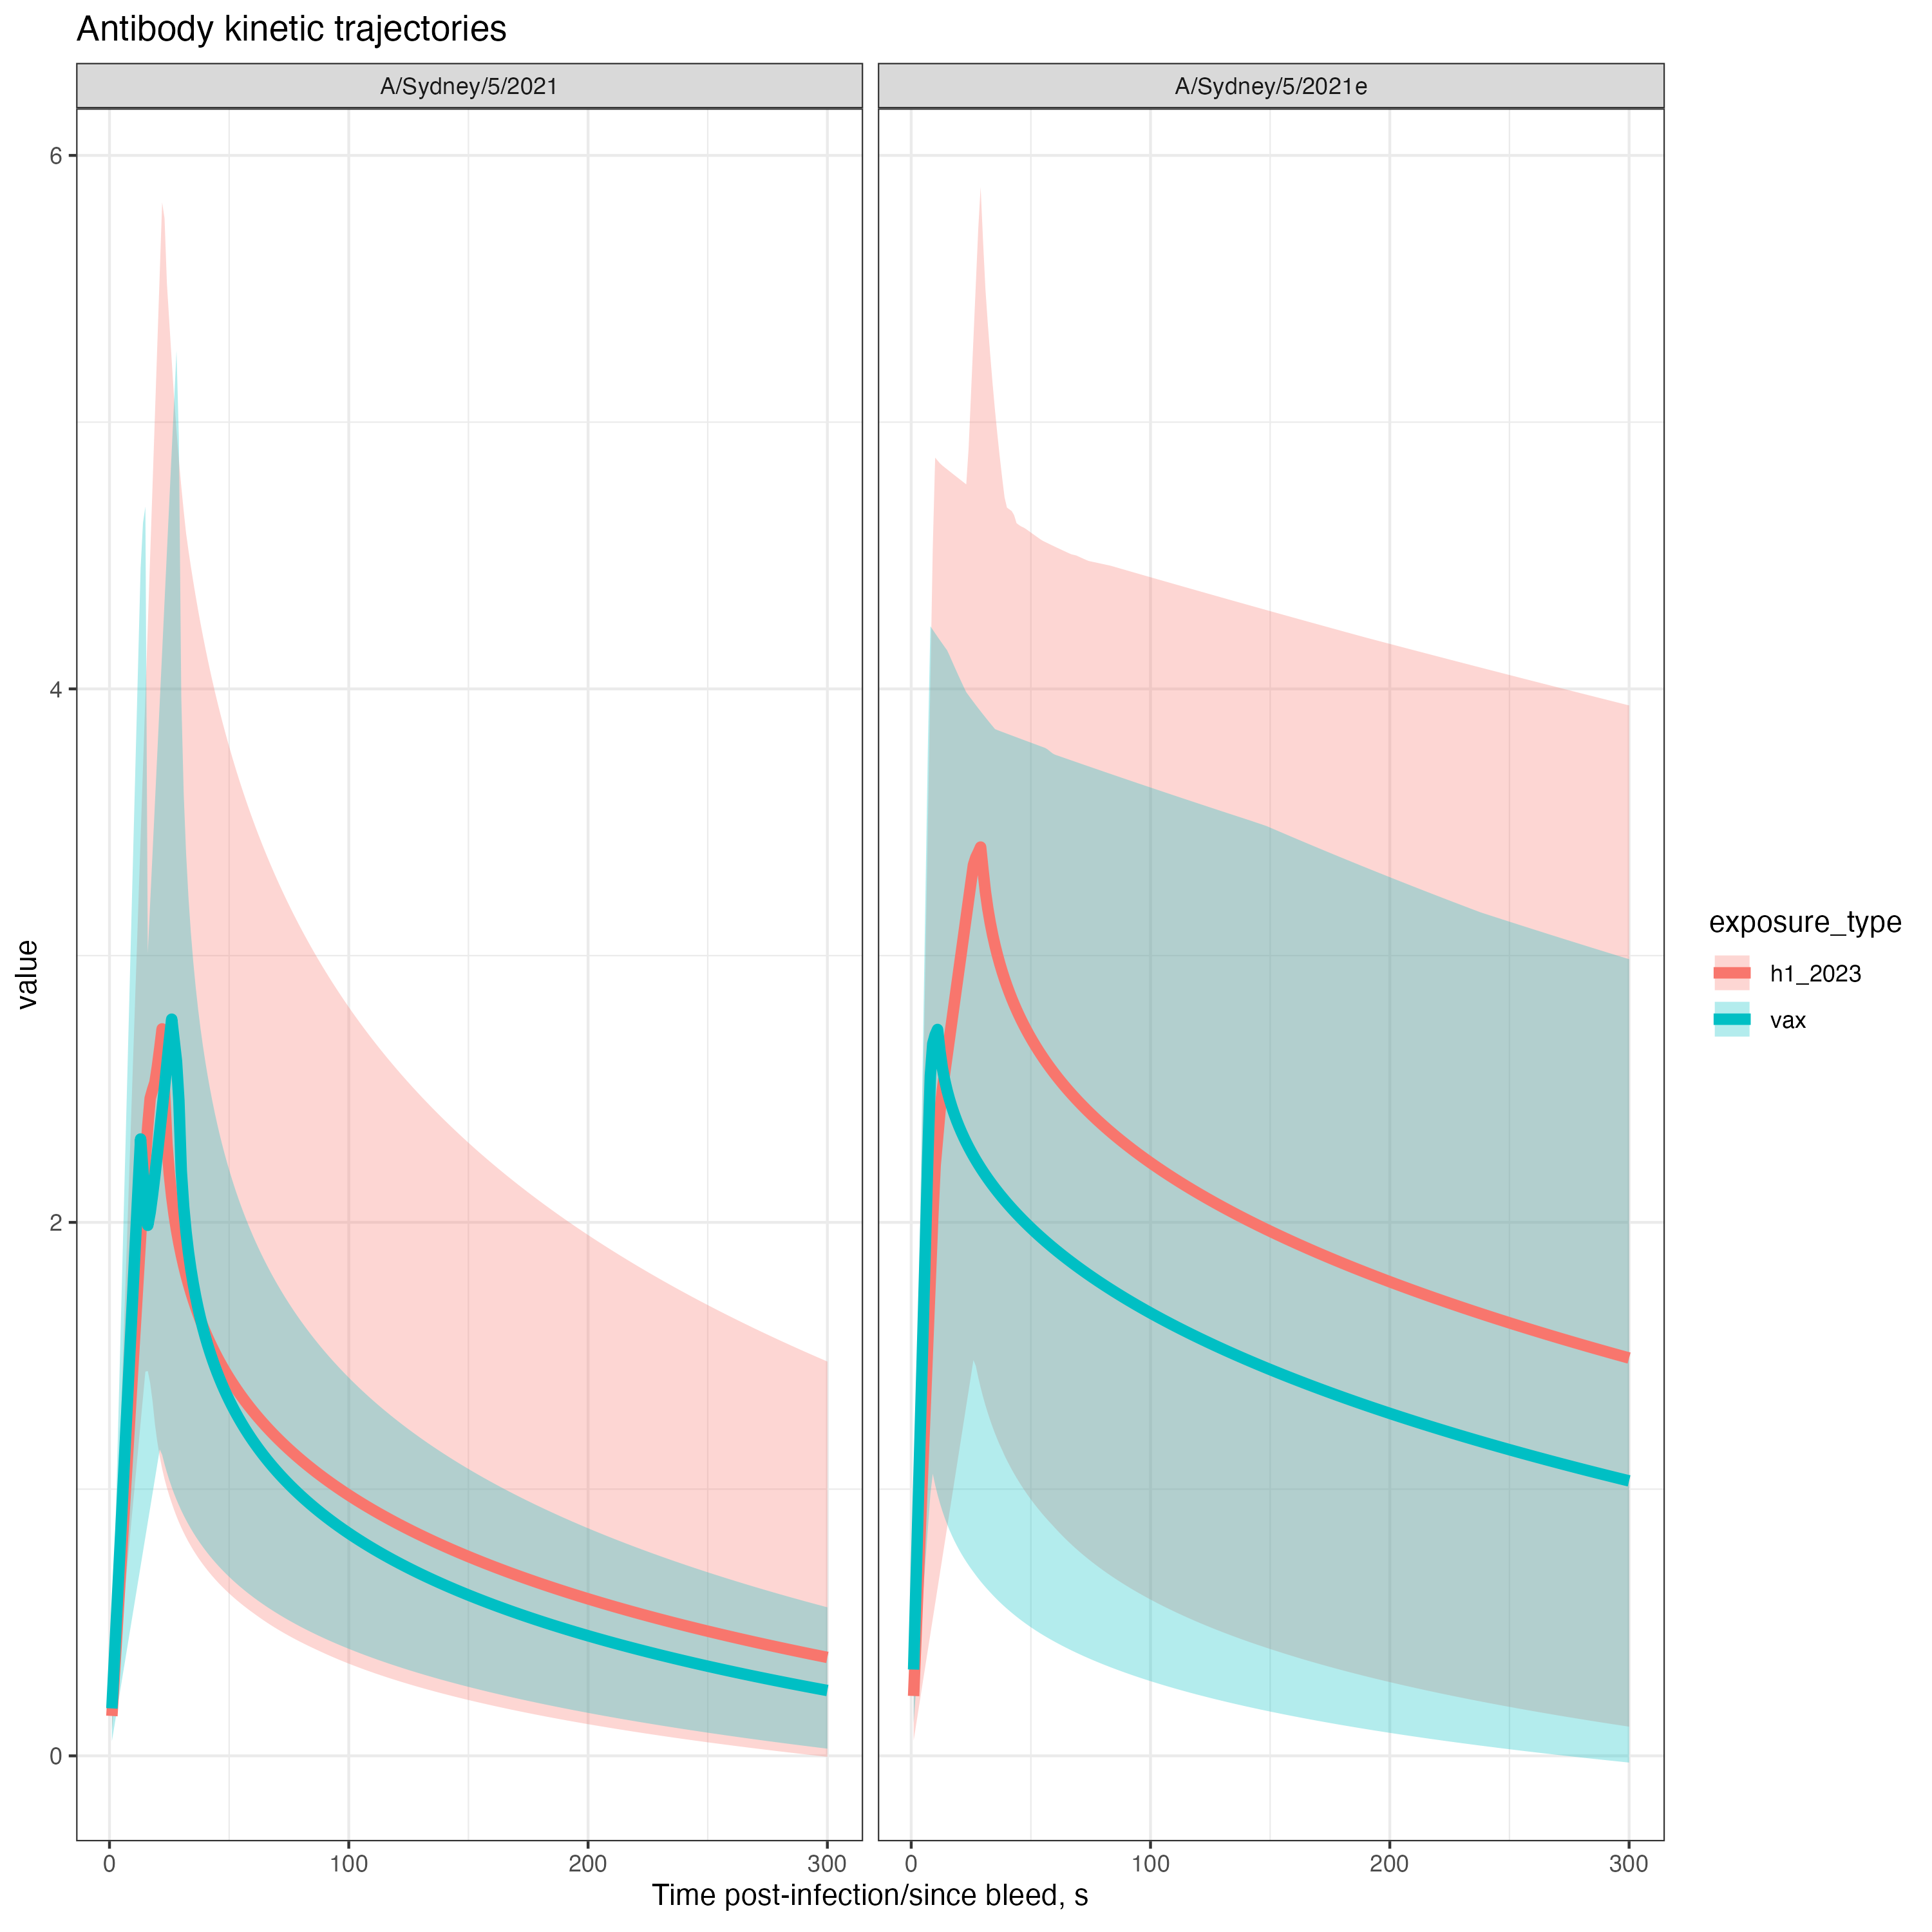 Antibody kinetic trajectories
A/Sydney/5/2021
A/Sydney/5/2021e
6
4
2
0
value
0 100 200 300
0 100 200 300
Time post-infection/since bleed, s
exposure_type
h1_2023
vax